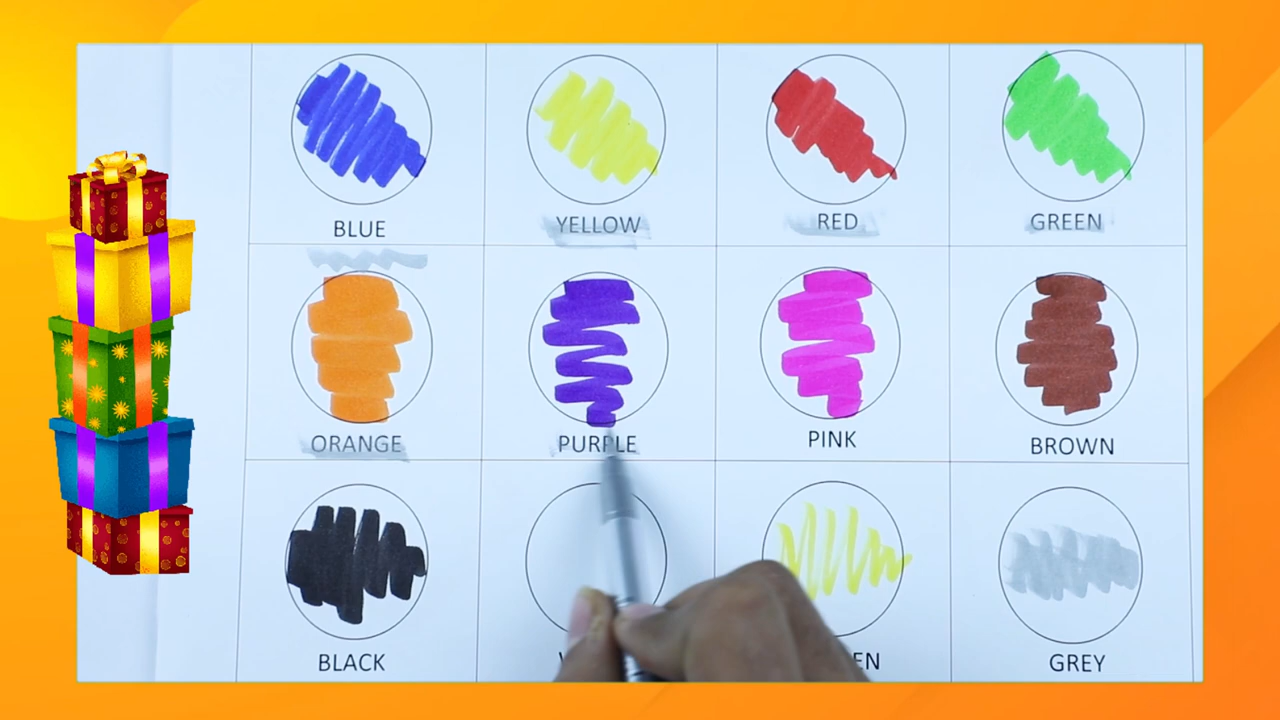 BLUE
YELLOW
RED
GREEN
ORANGE
PURPLE
PINK
BROWN
BLACK
GREY